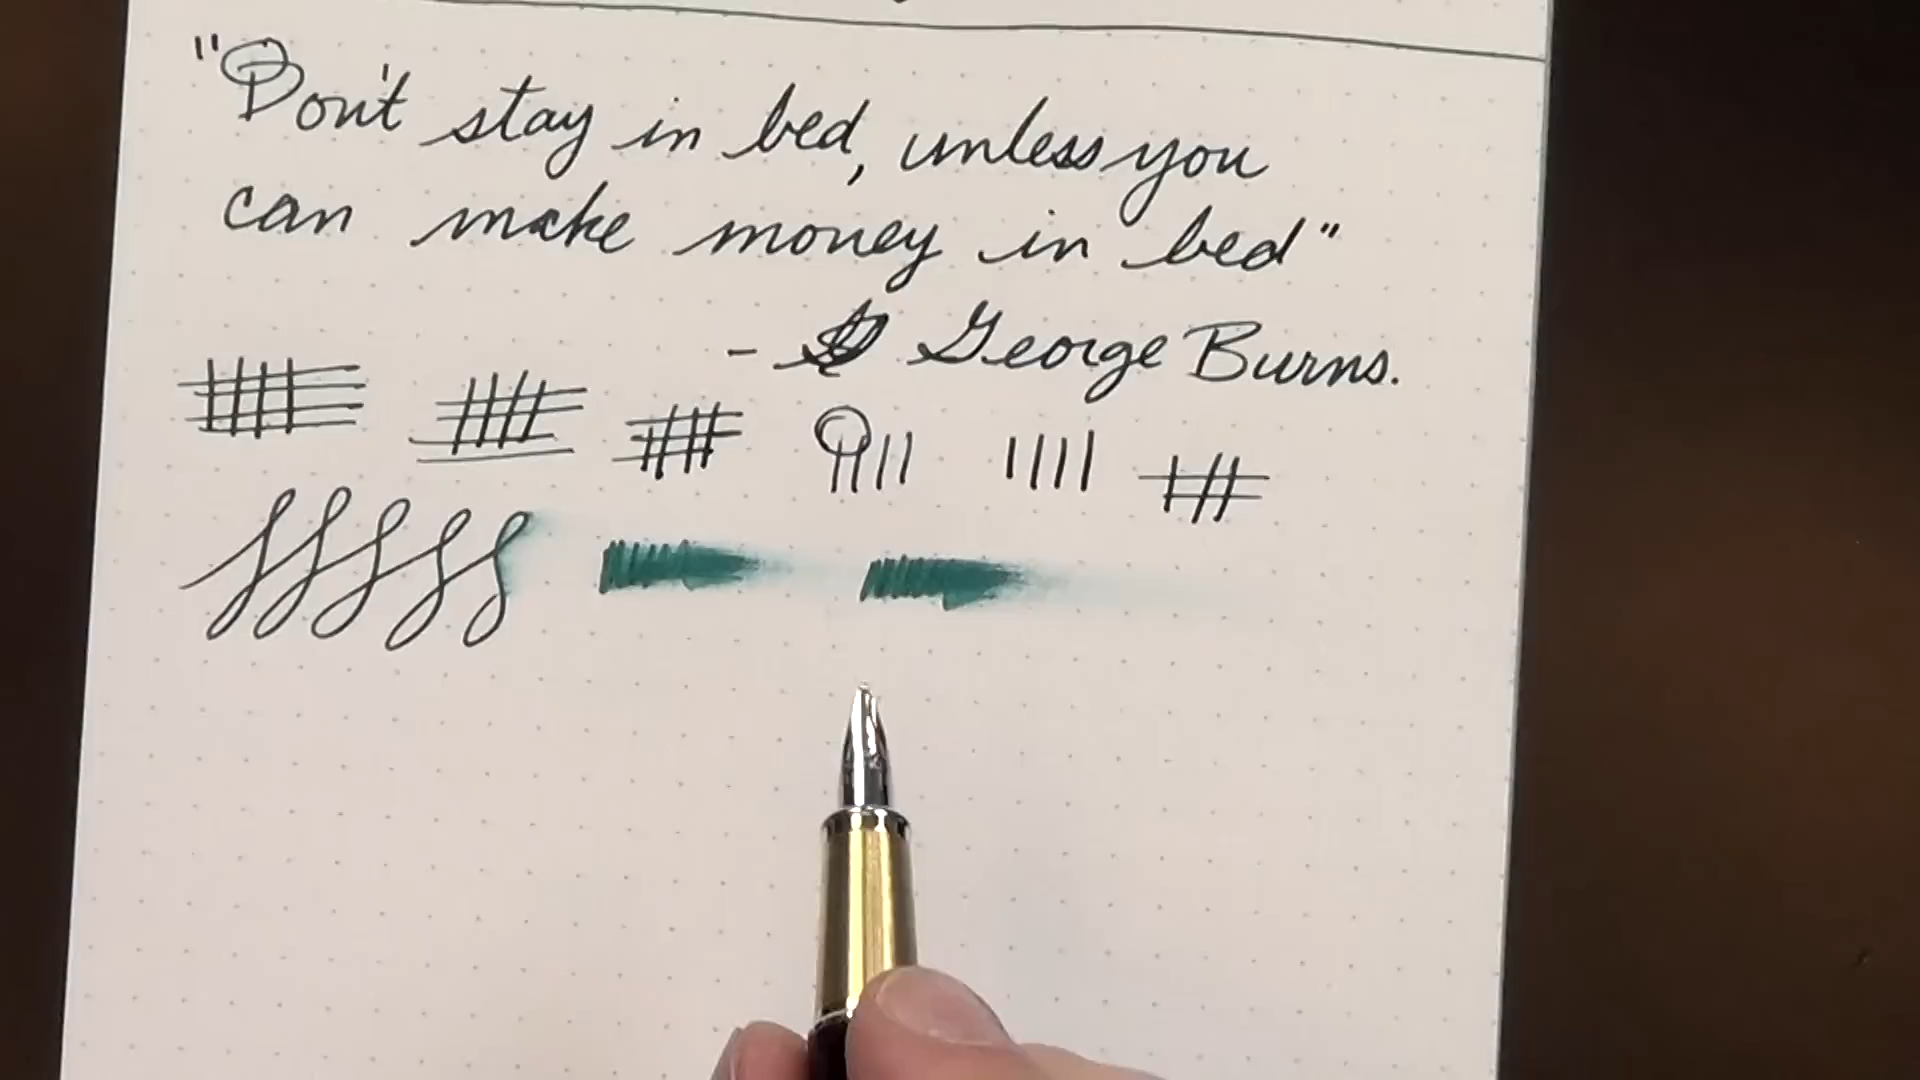 "Don't stay in bed, unless you
can make money in bed"
- George Burns.